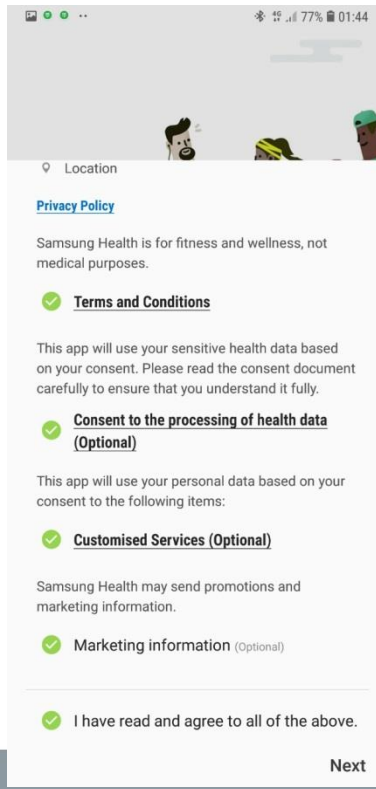 4G 77% 01:44
Location
Privacy Policy
Samsung Health is for fitness and wellness, not
medical purposes.
Terms and Conditions
This app will use your sensitive health data based
on your consent. Please read the consent document
carefully to ensure that you understand it fully.
Consent to the processing of health data
(Optional)
This app will use your personal data based on your
consent to the following items:
Customised Services (Optional)
Samsung Health may send promotions and
marketing information.
Marketing information (Optional)
I have read and agree to all of the above.
Next